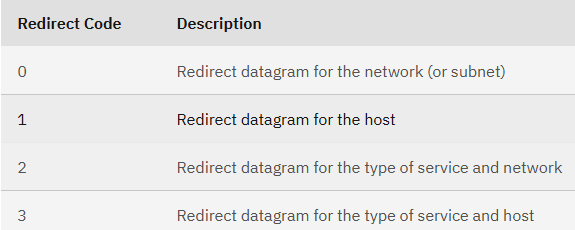 Redirect Code Description
0 Redirect datagram for the network (or subnet)
1 Redirect datagram for the host
2 Redirect datagram for the type of service and network
3 Redirect datagram for the type of service and host